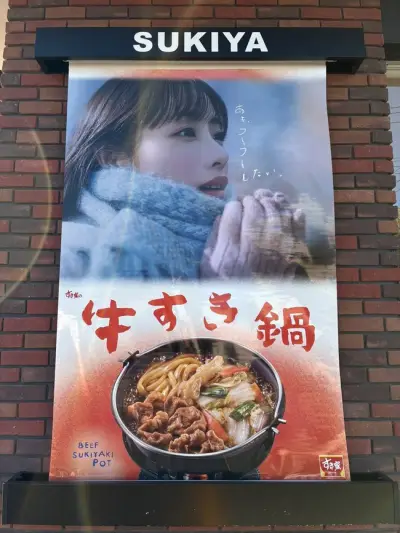 SUKIYA
あち、
フーフー
したい。
すき家の
牛すき鍋
BEEF
SUKIYAKI
POT
すき家